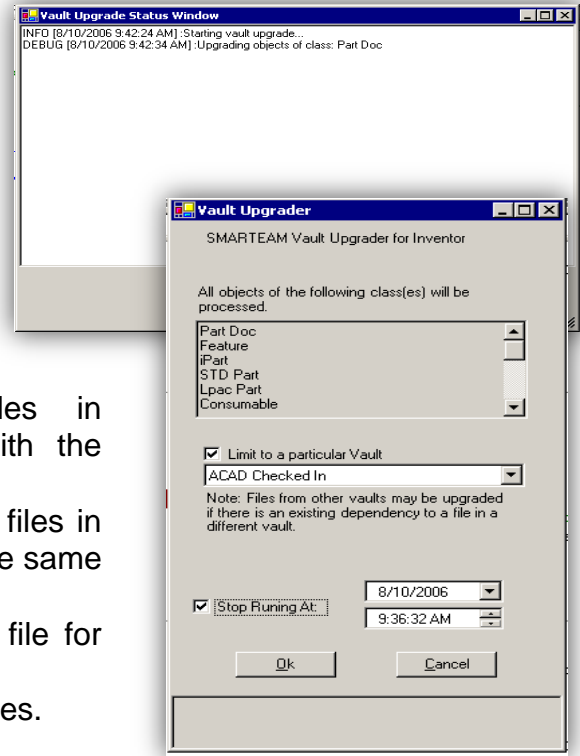 Vault Upgrade Status Window
INFO [8/10/2006 9:42:24 AM] :Starting vault upgrade...
DEBUG [8/10/2006 9:42:34 AM] :Upgrading objects of class: Part Doc
Vault Upgrader
SMARTEAM Vault Upgrader for Inventor
All objects of the following class(es) will be
processed.
Part Doc
Feature
iPart
STD Part
Lpac Part
Consumable
Limit to a particular Vault
ACAD Checked In
Note: Files from other vaults may be upgraded
if there is an existing dependency to a file in a
different vault.
Stop Runing At:
8/10/2006
9:36:32 AM
Ok
Cancel
les in
ith the
files in
e same
file for
es.